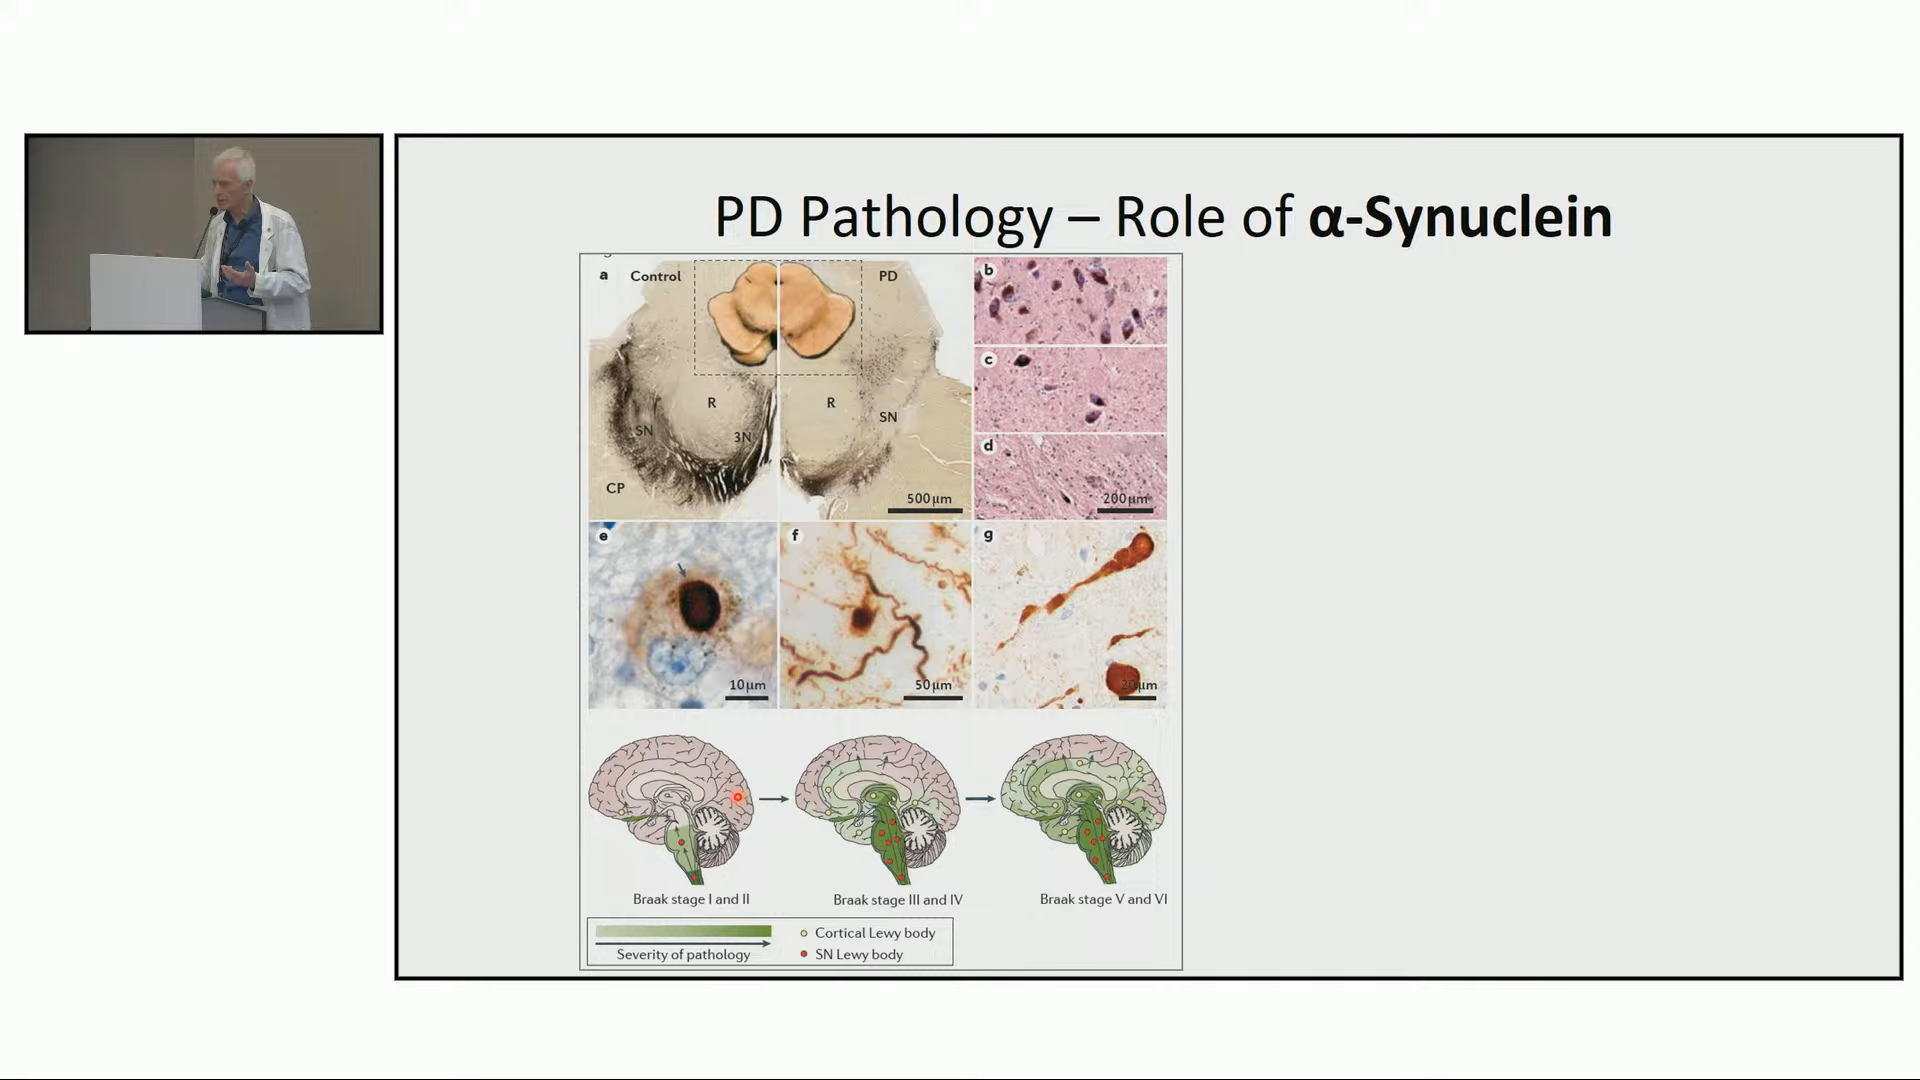 PD Pathology – Role of α-Synuclein
a Control PD
R R
SN 3N SN
CP
500 µm
b
c
d
200 µm
e
10 µm
f
50 µm
g
20 µm
Braak stage I and II
Braak stage III and IV
Braak stage V and VI
Severity of pathology
Cortical Lewy body
SN Lewy body